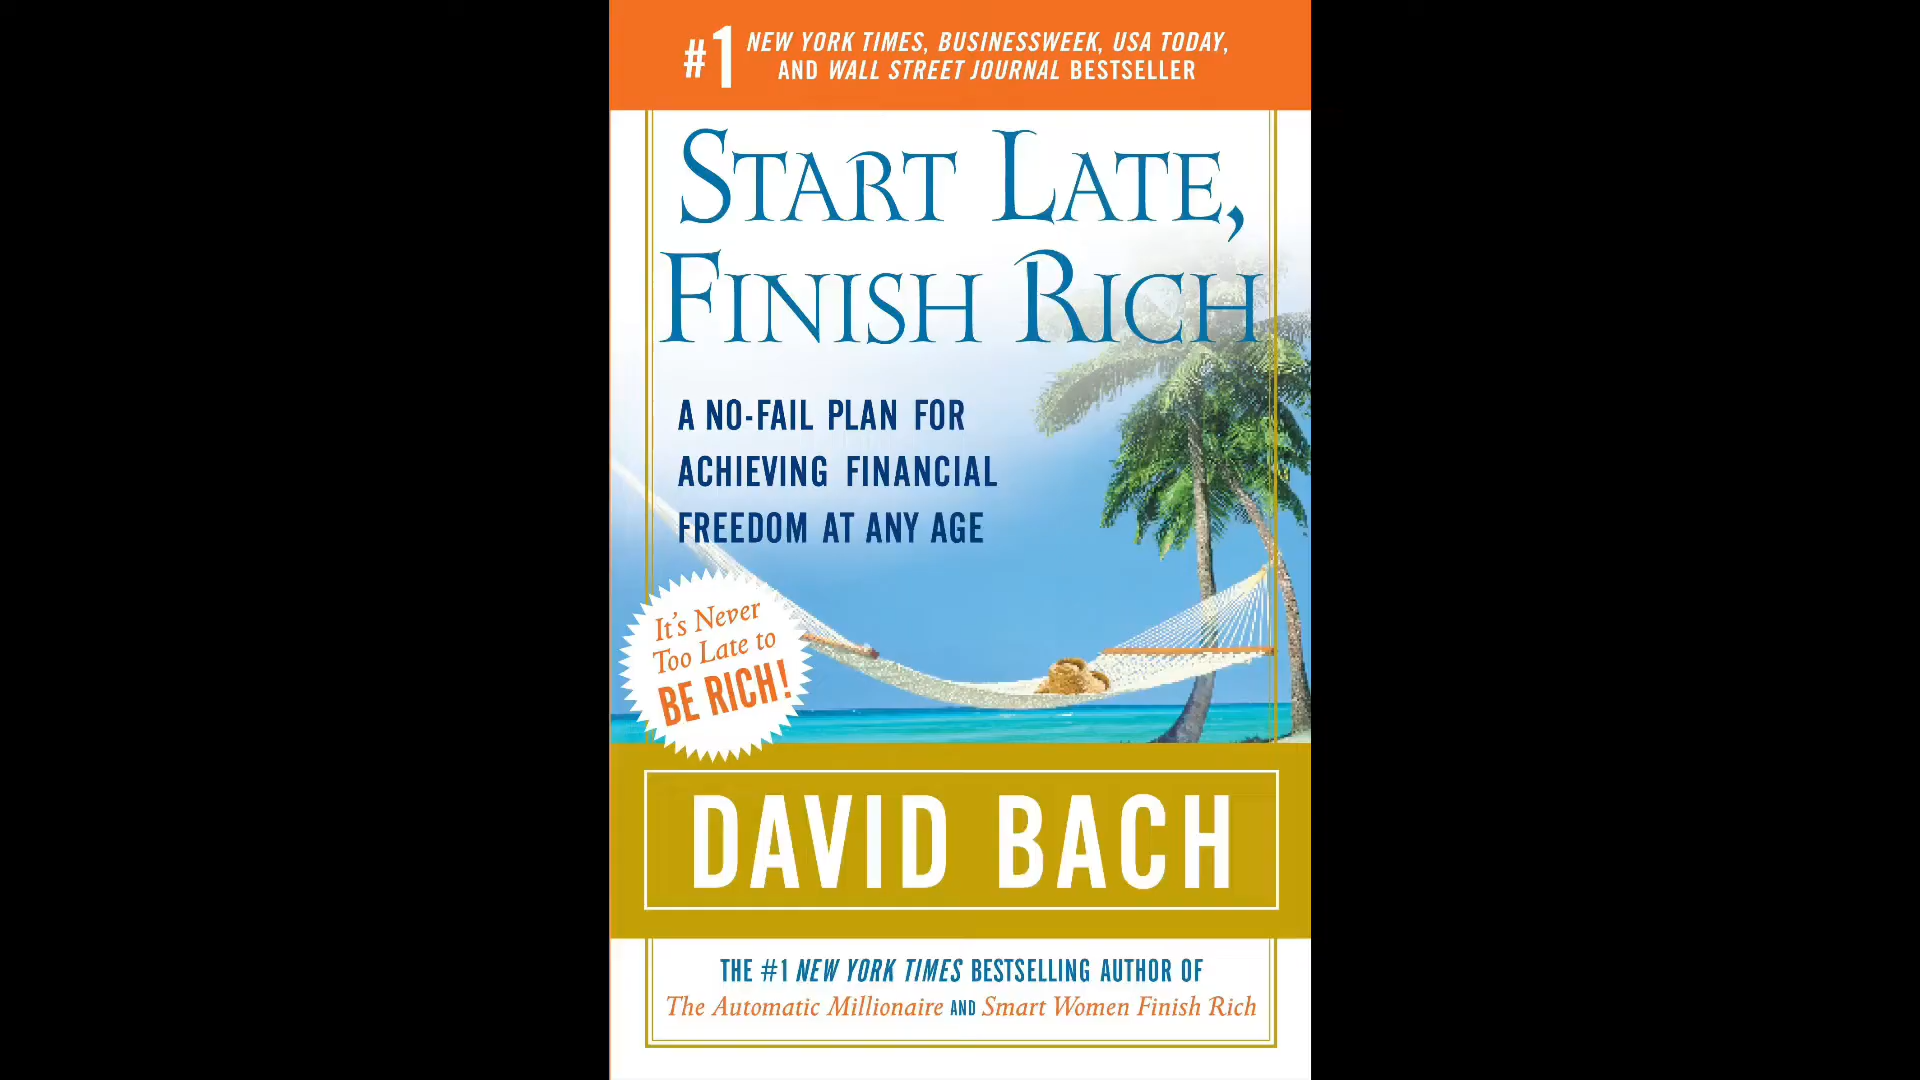 #1 NEW YORK TIMES, BUSINESSWEEK, USA TODAY,
AND WALL STREET JOURNAL BESTSELLER
START LATE,
FINISH RICH
A NO-FAIL PLAN FOR
ACHIEVING FINANCIAL
FREEDOM AT ANY AGE
It's Never
Too Late to
BE RICH!
DAVID BACH
THE #1 NEW YORK TIMES BESTSELLING AUTHOR OF
The Automatic Millionaire AND Smart Women Finish Rich